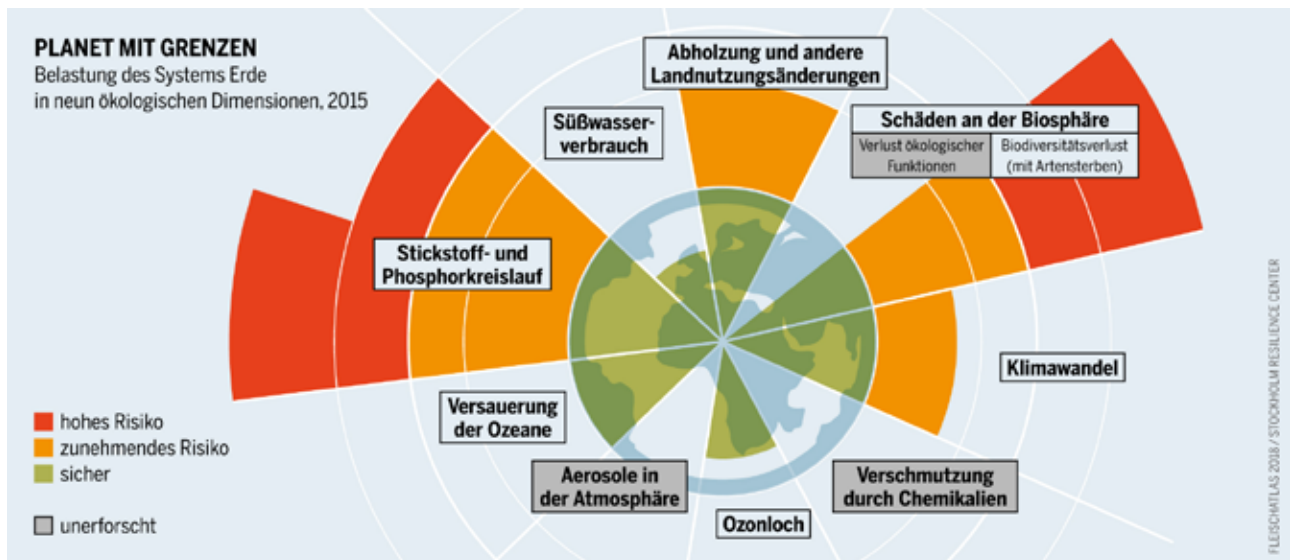 PLANET MIT GRENZEN
Belastung des Systems Erde
in neun ökologischen Dimensionen, 2015
Abholzung und andere
Landnutzungsänderungen
Süßwasser-
verbrauch
Schäden an der Biosphäre
Verlust ökologischer
Funktionen
Biodiversitätsverlust
(mit Artensterben)
Stickstoff- und
Phosphorkreislauf
Klimawandel
Versauerung
der Ozeane
Aerosole in
der Atmosphäre
Verschmutzung
durch Chemikalien
Ozonloch
hohes Risiko
zunehmendes Risiko
sicher
unerforscht
FLEISCHATLAS 2018 / STOCKHOLM RESILIENCE CENTER